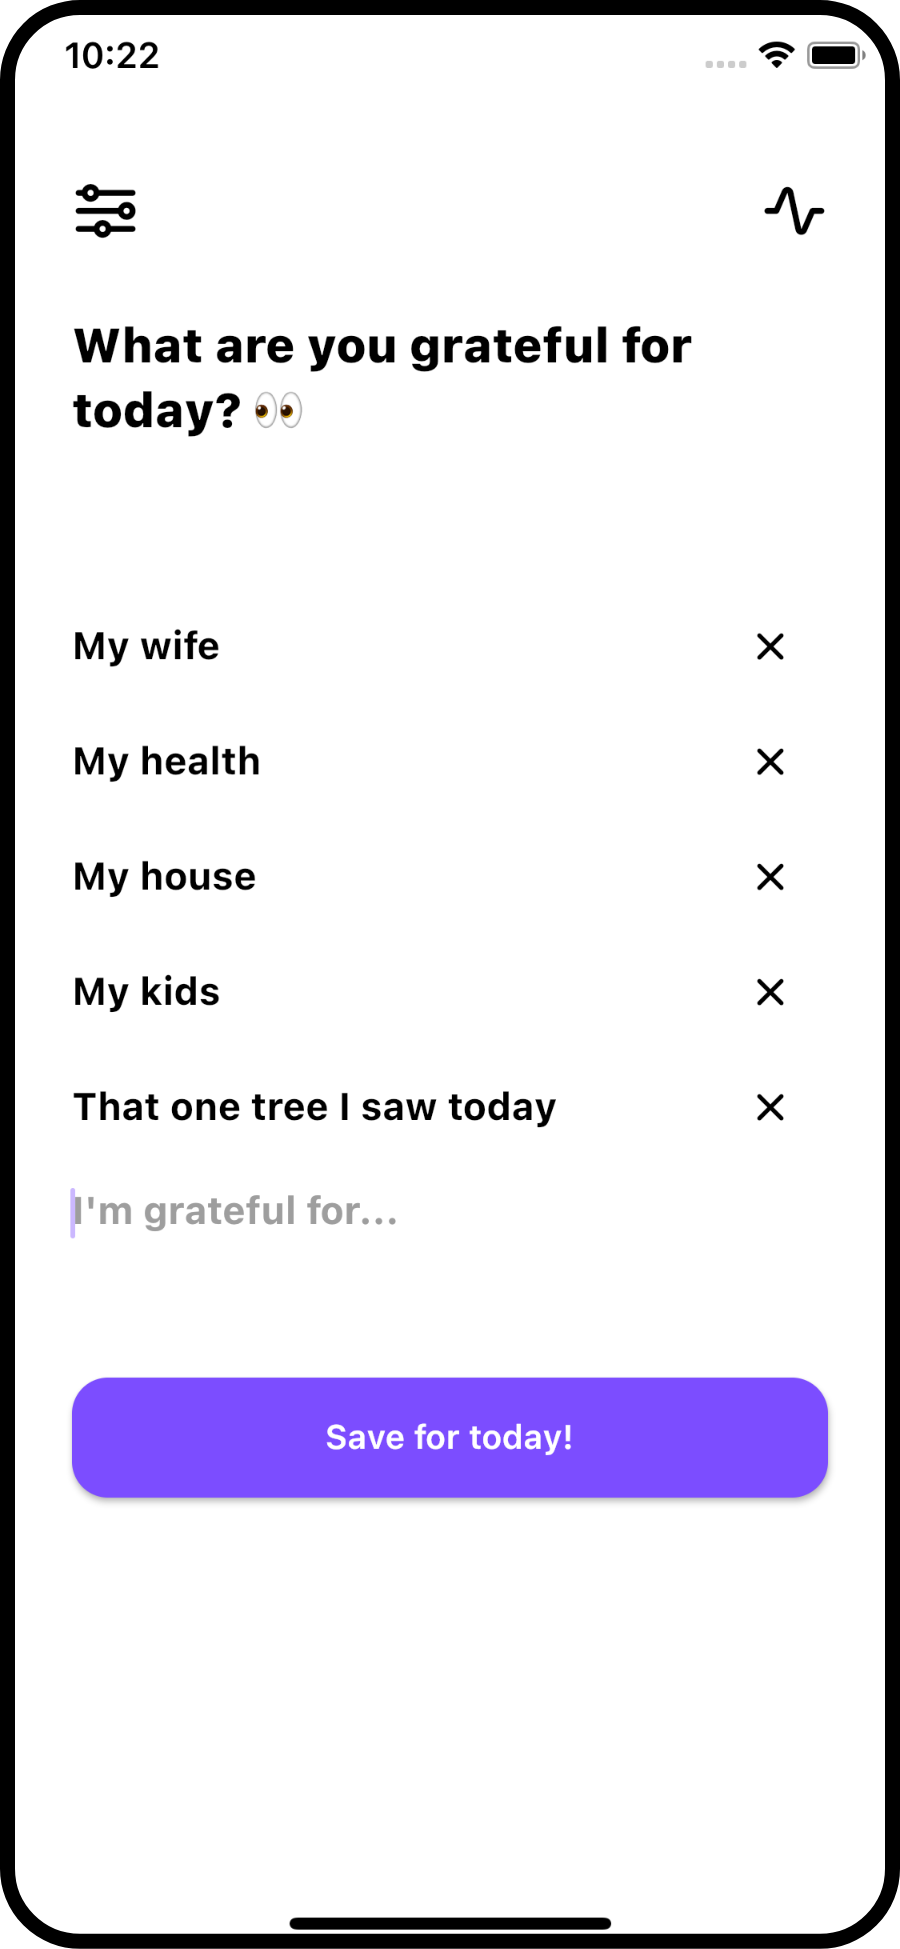 10:22
What are you grateful for
today? 👀
My wife
My health
My house
My kids
That one tree I saw today
I'm grateful for...
Save for today!